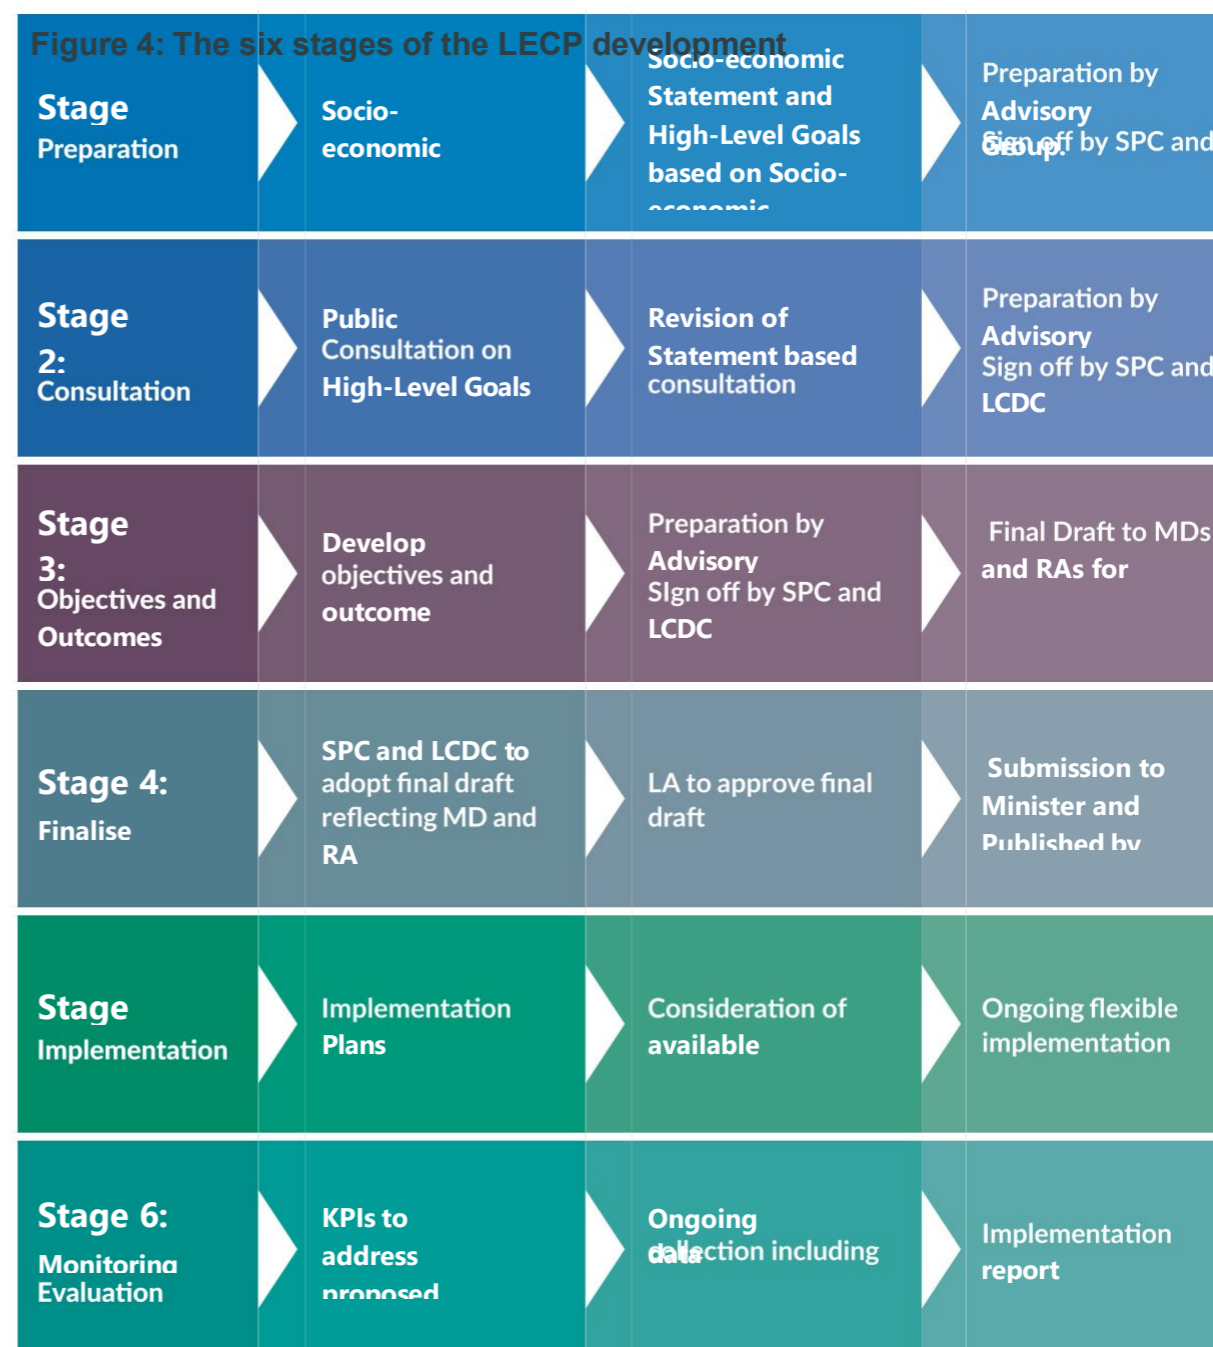 Figure 4: The six stages of the LECP development
Stage
Preparation
Socio-
economic
Socio-economic
Statement and
High-Level Goals
based on Socio-
economic
Preparation by
Advisory
Group.
Sign off by SPC and
Stage
2:
Consultation
Public
Consultation on
High-Level Goals
Revision of
Statement based
consultation
Preparation by
Advisory
Sign off by SPC and
LCDC
Stage
3:
Objectives and
Outcomes
Develop
objectives and
outcome
Preparation by
Advisory
SIgn off by SPC and
LCDC
Final Draft to MDs
and RAs for
Stage 4:
Finalise
SPC and LCDC to
adopt final draft
reflecting MD and
RA
LA to approve final
draft
Submission to
Minister and
Published by
Stage
Implementation
Implementation
Plans
Consideration of
available
Ongoing flexible
implementation
Stage 6:
Monitoring
Evaluation
KPIs to
address
proposed
Ongoing
data
collection including
Implementation
report